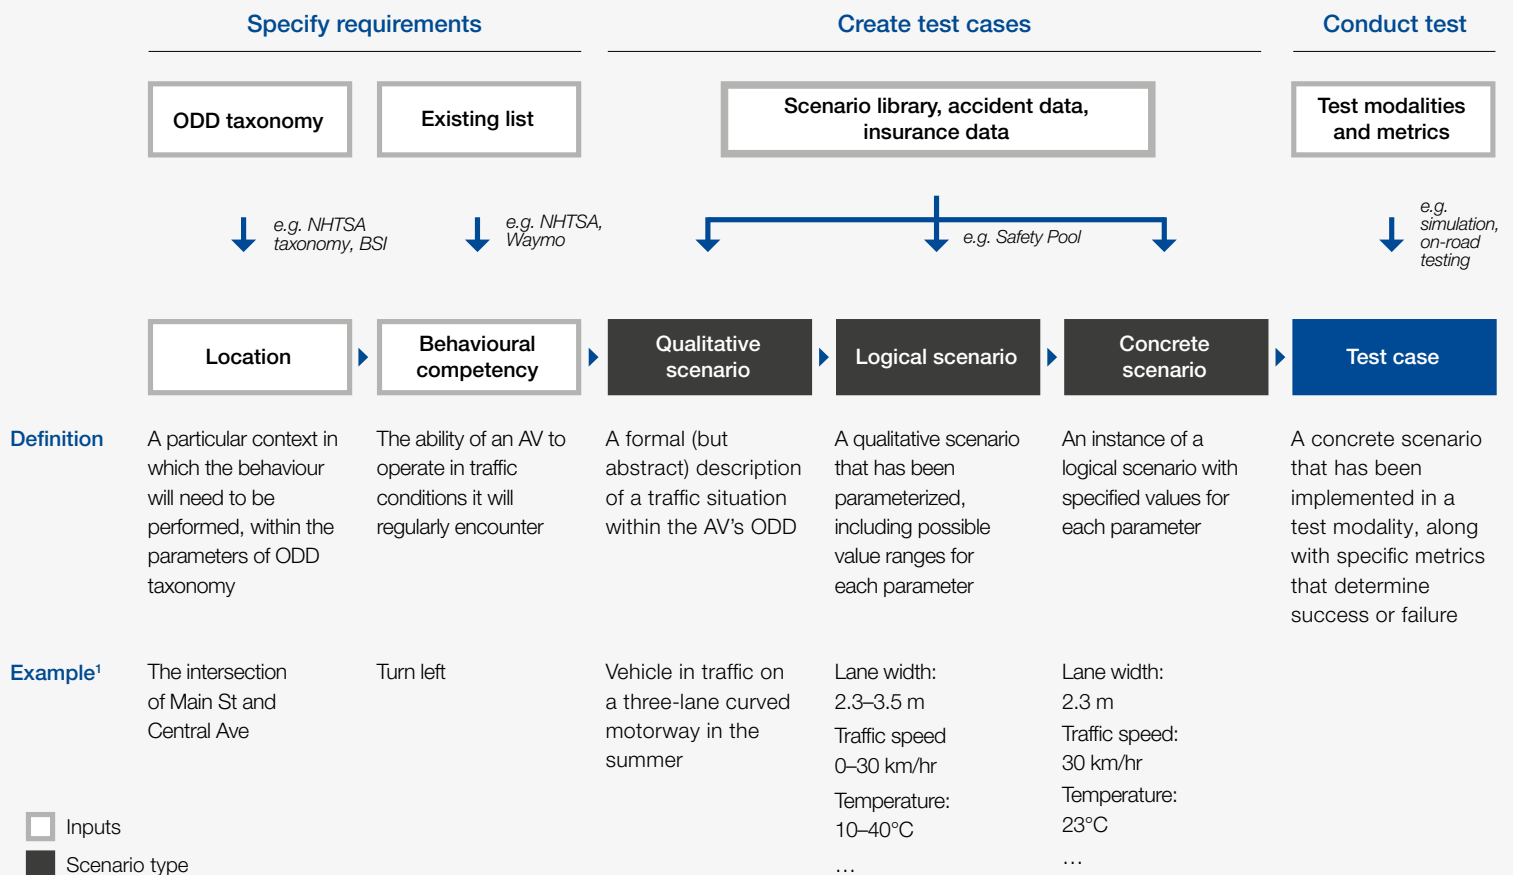 Specify requirements
Create test cases
Conduct test
ODD taxonomy
Existing list
Scenario library, accident data,
insurance data
Test modalities
and metrics
e.g. NHTSA
taxonomy, BSI
e.g. NHTSA,
Waymo
e.g. Safety Pool
e.g.
simulation,
on-road
testing
Location
Behavioural
competency
Qualitative
scenario
Logical scenario
Concrete
scenario
Test case
Definition
A particular context in
which the behaviour
will need to be
performed, within the
parameters of ODD
taxonomy
The ability of an AV to
operate in traffic
conditions it will
regularly encounter
A formal (but
abstract) description
of a traffic situation
within the AV's ODD
A qualitative scenario
that has been
parameterized,
including possible
value ranges for
each parameter
An instance of a
logical scenario with
specified values for
each parameter
A concrete scenario
that has been
implemented in a
test modality, along
with specific metrics
that determine
success or failure
Example¹
The intersection
of Main St and
Central Ave
Turn left
Vehicle in traffic on
a three-lane curved
motorway in the
summer
Lane width:
2.3–3.5 m
Traffic speed
0–30 km/hr
Temperature:
10–40°C
…
Lane width:
2.3 m
Traffic speed:
30 km/hr
Temperature:
23°C
…
Inputs
Scenario type